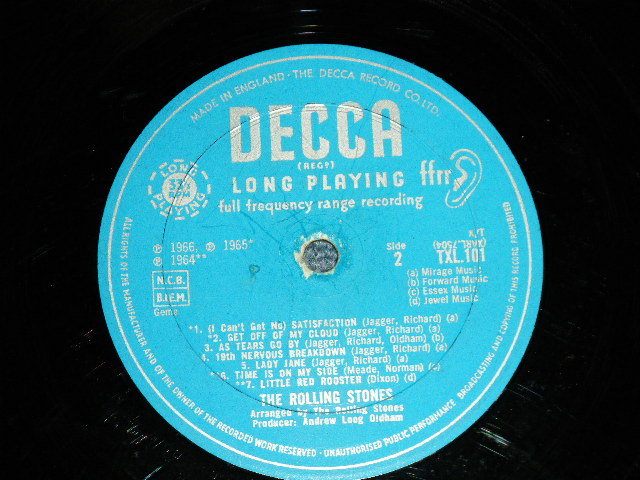 MADE IN ENGLAND · THE DECCA RECORD CO. LTD.
DECCA
(REGD)
LONG PLAYING
33⅓
RPM
LONG PLAYING
ffrr
full frequency range recording
℗ 1966, ℗ 1965*
℗ 1964**
N.C.B.
B.I.E.M.
Gema
Side
2
(XARL.7504)
TXL.101
(a) Mirage Music
(b) Forward Music
(c) Essex Music
(d) Jewel Music
*1. (I Can't Get No) SATISFACTION (Jagger, Richard) (a)
*2. GET OFF OF MY CLOUD (Jagger, Richard) (a)
3. AS TEARS GO BY (Jagger, Richard, Oldham) (b)
4. 19th NERVOUS BREAKDOWN (Jagger, Richard) (a)
5. LADY JANE (Jagger, Richard) (a)
**6. TIME IS ON MY SIDE (Meade, Norman) (c)
**7. LITTLE RED ROOSTER (Dixon) (d)
THE ROLLING STONES
Arranged by The Rolling Stones
Producer: Andrew Loog Oldham
ALL RIGHTS OF THE MANUFACTURER AND OF THE OWNER OF THE RECORDED WORK RESERVED · UNAUTHORISED PUBLIC PERFORMANCE BROADCASTING AND COPYING OF THIS RECORD PROHIBITED